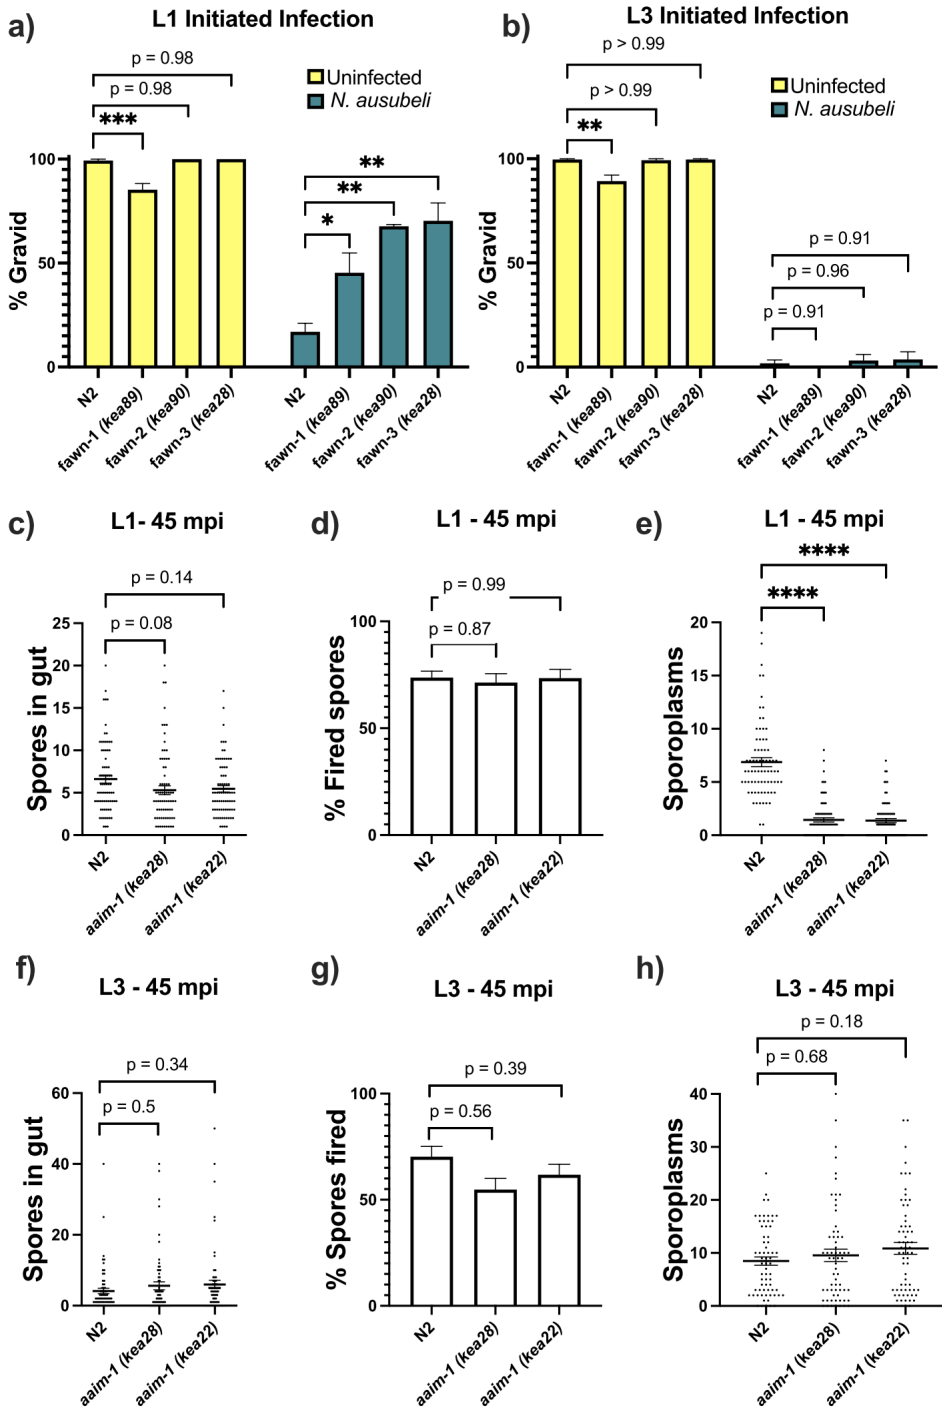 a)
L1 Initiated Infection
p = 0.98
p = 0.98
***
Uninfected
N. ausubeli
**
**
*
% Gravid
100
50
0
N2
fawn-1 (kea89)
fawn-2 (kea90)
fawn-3 (kea28)
N2
fawn-1 (kea89)
fawn-2 (kea90)
fawn-3 (kea28)
b)
L3 Initiated Infection
p > 0.99
p > 0.99
**
Uninfected
N. ausubeli
p = 0.91
p = 0.96
p = 0.91
% Gravid
100
50
0
N2
fawn-1 (kea89)
fawn-2 (kea90)
fawn-3 (kea28)
N2
fawn-1 (kea89)
fawn-2 (kea90)
fawn-3 (kea28)
c)
L1- 45 mpi
p = 0.14
p = 0.08
Spores in gut
25
20
15
10
5
0
N2
aaim-1 (kea28)
aaim-1 (kea22)
d)
L1 - 45 mpi
p = 0.99
p = 0.87
% Fired spores
100
50
0
N2
aaim-1 (kea28)
aaim-1 (kea22)
e)
L1 - 45 mpi
****
****
Sporoplasms
20
15
10
5
0
N2
aaim-1 (kea28)
aaim-1 (kea22)
f)
L3 - 45 mpi
p = 0.34
p = 0.5
Spores in gut
60
40
20
0
N2
aaim-1 (kea28)
aaim-1 (kea22)
g)
L3 - 45 mpi
p = 0.39
p = 0.56
% Spores fired
100
50
0
N2
aaim-1 (kea28)
aaim-1 (kea22)
h)
L3 - 45 mpi
p = 0.18
p = 0.68
Sporoplasms
40
30
20
10
0
N2
aaim-1 (kea28)
aaim-1 (kea22)